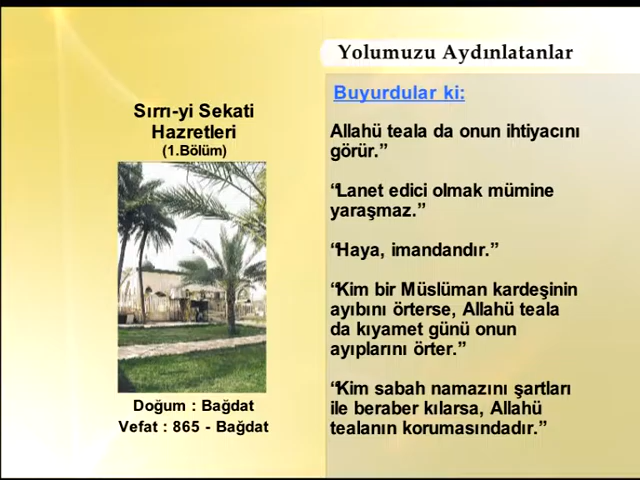 Yolumuzu Aydınlatanlar
Sırrı-yi Sekati
Hazretleri
(1.Bölüm)
Doğum : Bağdat
Vefat : 865 - Bağdat
Buyurdular ki:
Allahü teala da onun ihtiyacını
görür.”
“Lanet edici olmak mümine
yaraşmaz.”
“Haya, imandandır.”
“Kim bir Müslüman kardeşinin
ayıbını örterse, Allahü teala
da kıyamet günü onun
ayıplarını örter.”
“Kim sabah namazını şartları
ile beraber kılarsa, Allahü
tealanın korumasındadır.”